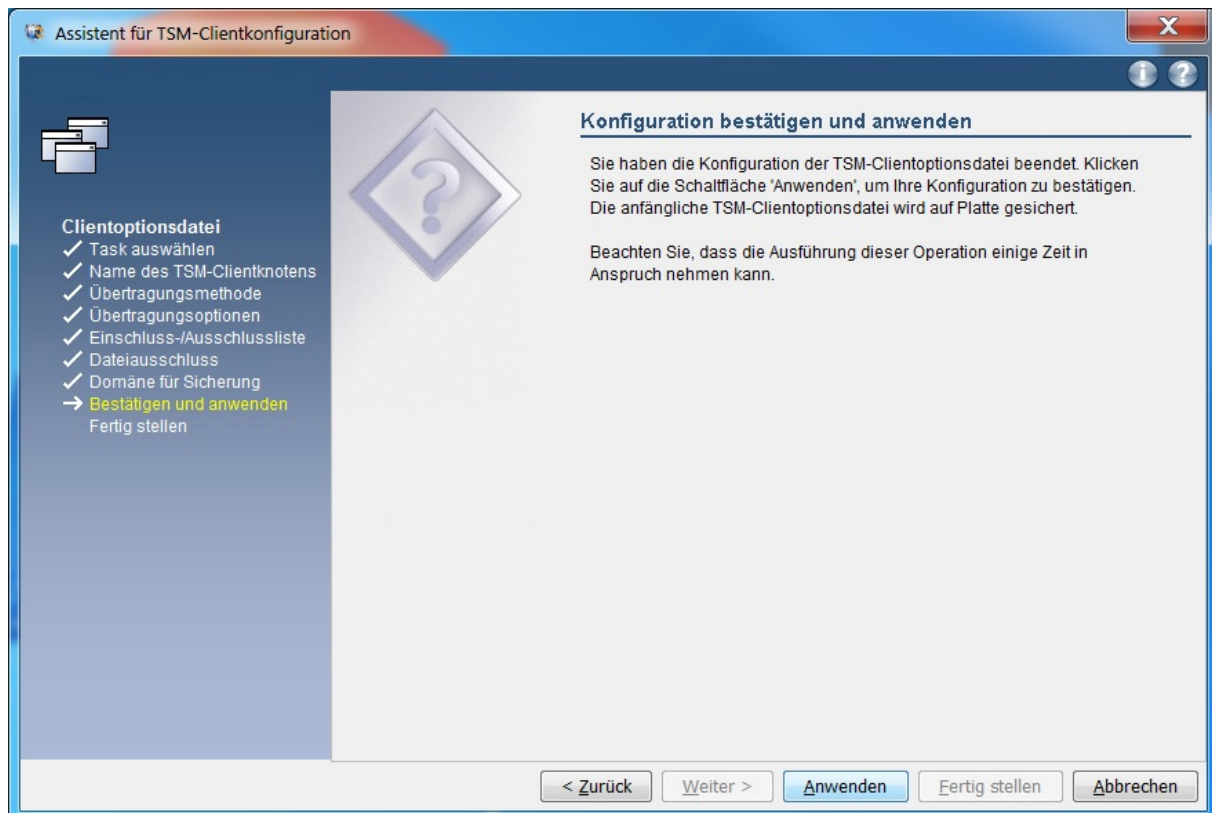 Assistent für TSM-Clientkonfiguration
X
i ?
Clientoptionsdatei
Task auswählen
Name des TSM-Clientknotens
Übertragungsmethode
Übertragungsoptionen
Einschluss-/Ausschlussliste
Dateiausschluss
Domäne für Sicherung
Bestätigen und anwenden
Fertig stellen
?
Konfiguration bestätigen und anwenden
Sie haben die Konfiguration der TSM-Clientoptionsdatei beendet. Klicken
Sie auf die Schaltfläche 'Anwenden', um Ihre Konfiguration zu bestätigen.
Die anfängliche TSM-Clientoptionsdatei wird auf Platte gesichert.
Beachten Sie, dass die Ausführung dieser Operation einige Zeit in
Anspruch nehmen kann.
< Zurück Weiter > Anwenden Fertig stellen Abbrechen